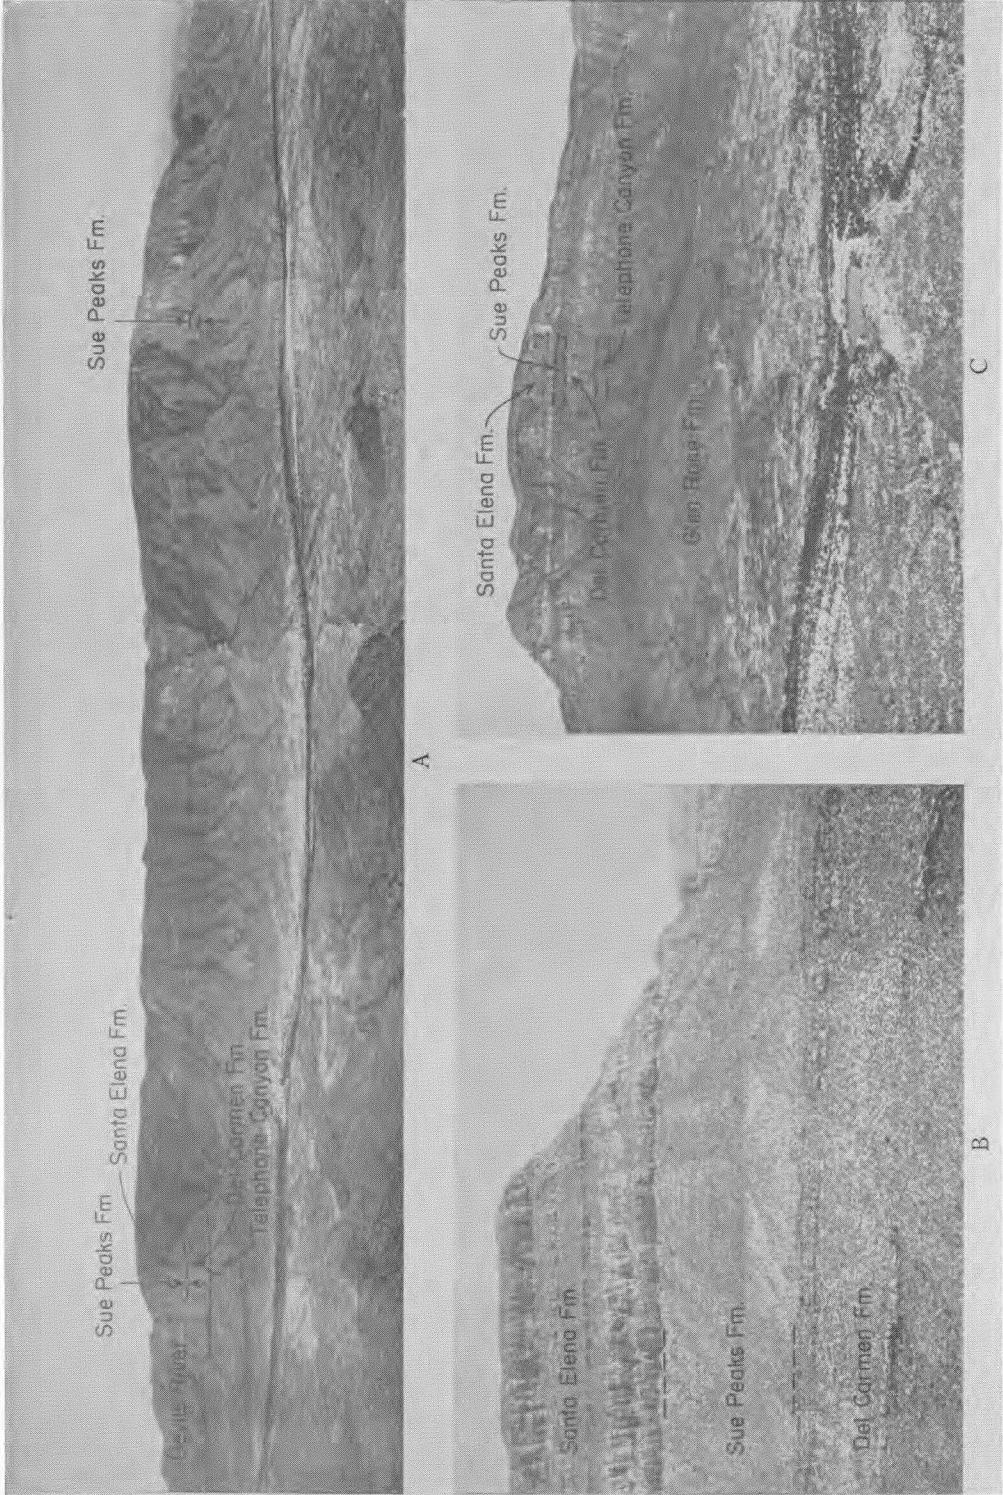 Sue Peaks Fm
Santa Elena Fm.
Sue Peaks Fm.
Devils River
Del Carmen Fm.
Telephone Canyon Fm.
A
Santa Elena Fm
Sue Peaks Fm.
Del Carmen Fm
B
Santa Elena Fm.
Sue Peaks Fm.
Del Carmen Fm
Telephone Canyon Fm.
Glen Rose Fm.
C